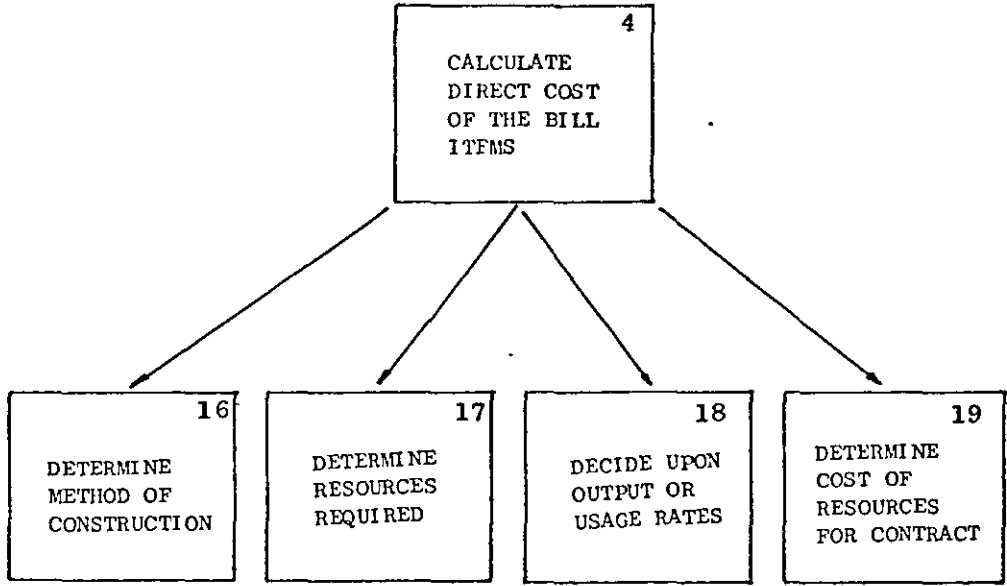 4
CALCULATE
DIRECT COST
OF THE BILL
ITEMS
16
DETERMINE
METHOD OF
CONSTRUCTION
17
DETERMINE
RESOURCES
REQUIRED
18
DECIDE UPON
OUTPUT OR
USAGE RATES
19
DETERMINE
COST OF
RESOURCES
FOR CONTRACT